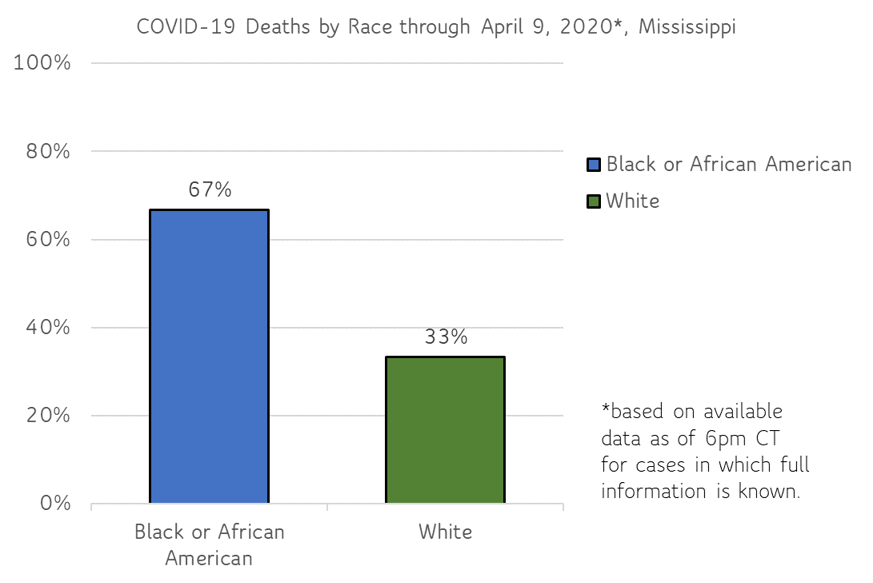 COVID-19 Deaths by Race through April 9, 2020*, Mississippi
100%
80%
60%
40%
20%
0%
67%
33%
Black or African
American
White
Black or African American
White
*based on available
data as of 6pm CT
for cases in which full
information is known.